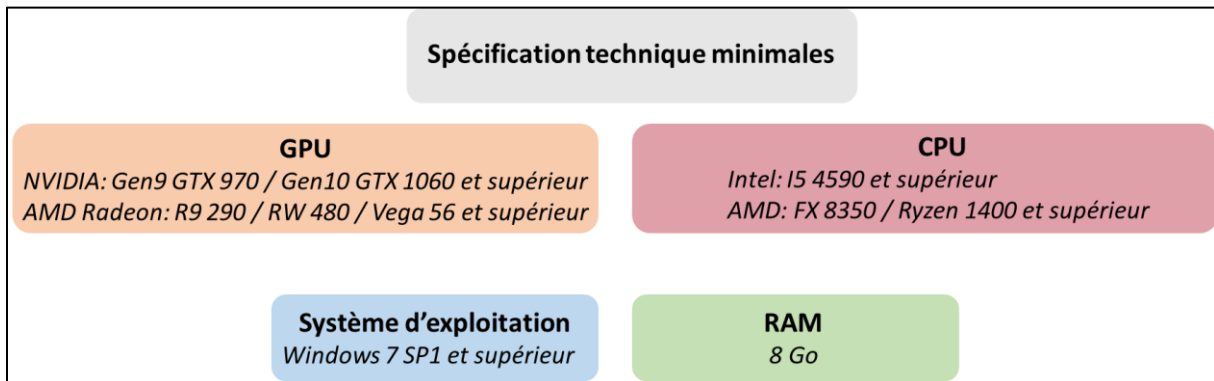 Spécification technique minimales
GPU
NVIDIA: Gen9 GTX 970 / Gen10 GTX 1060 et supérieur
AMD Radeon: R9 290 / RW 480 / Vega 56 et supérieur
CPU
Intel: I5 4590 et supérieur
AMD: FX 8350 / Ryzen 1400 et supérieur
Système d'exploitation
Windows 7 SP1 et supérieur
RAM
8 Go